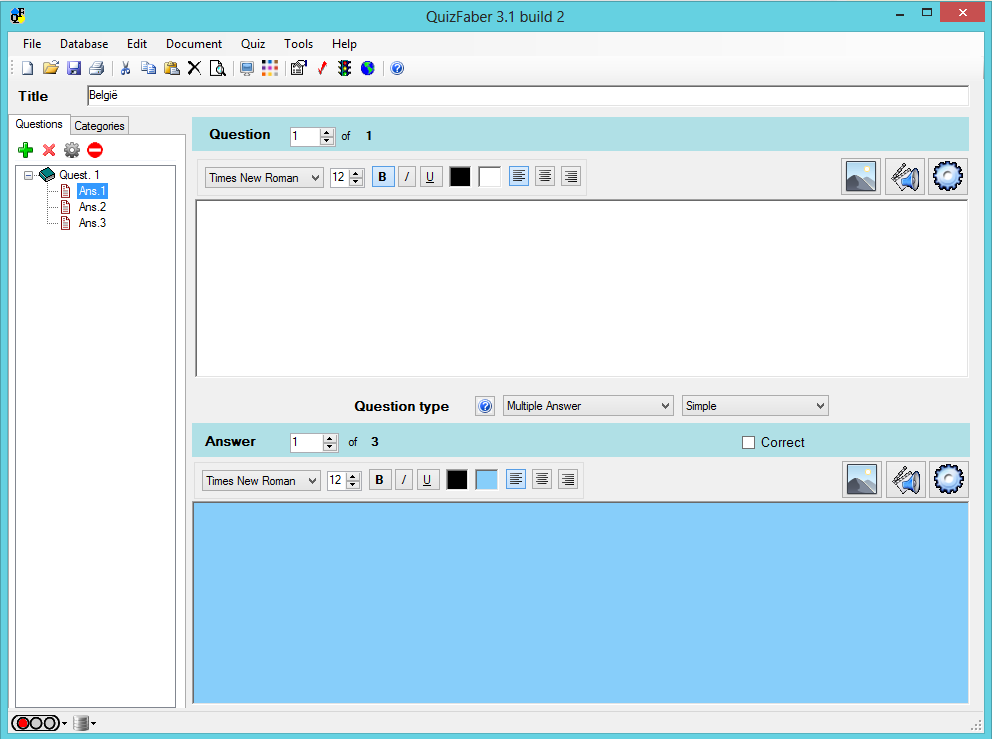 QuizFaber 3.1 build 2
File Database Edit Document Quiz Tools Help
Title België
Questions Categories
Question 1 of 1
Times New Roman 12 B I U
Quest. 1
Ans.1
Ans.2
Ans.3
Question type Multiple Answer Simple
Answer 1 of 3 Correct
Times New Roman 12 B I U